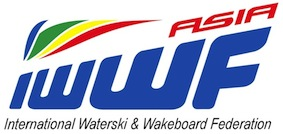 ASIA
IWWF
International Waterski & Wakeboard Federation